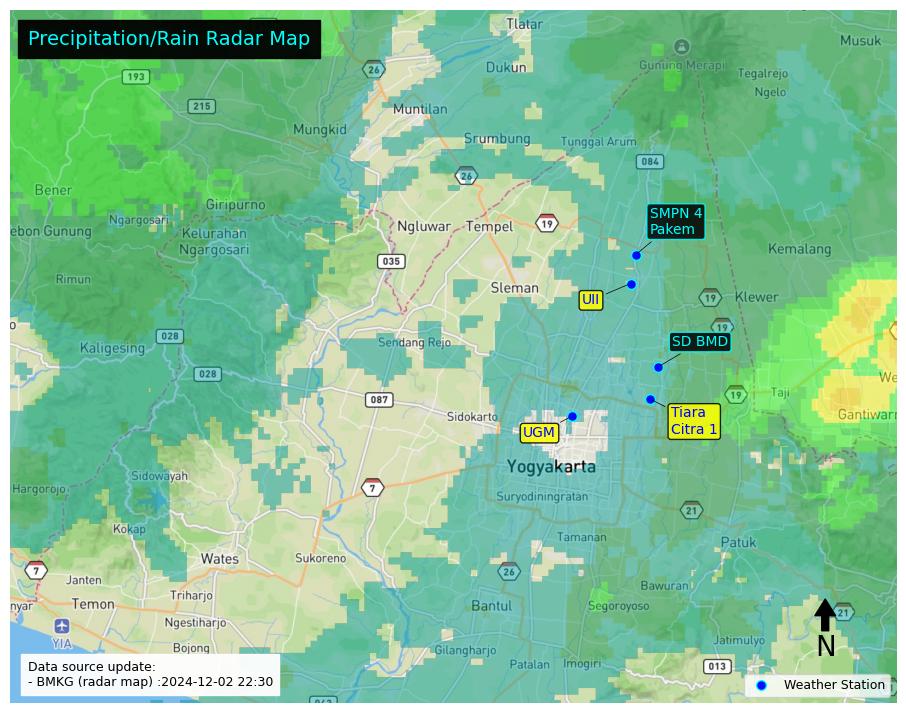 Precipitation/Rain Radar Map
Tlatar
Musuk
26
Gunung Merapi
193
Dukun
Tegalrejo
Ngelo
215
Muntilan
Mungkid
Srumbung
Tunggal Arum
084
26
Bener
Giripurno
SMPN 4
Pakem
Ngargosari
Ngluwar
Tempel
19
ebon Gunung
Kelurahan
Ngargosari
Kemalang
035
Rimun
Sleman
UII
19
Klewer
19
028
Sendang Rejo
SD BMD
Kaligesing
028
087
19
Taji
We
Sidokarto
Tiara
Citra 1
Gantiwarn
UGM
Yogyakarta
Sidowayah
Hargorojo
7
Suryodiningratan
21
Kokap
Tamanan
Patuk
Wates
Sukoreno
7
26
Janten
Bawuran
Triharjo
nyar
Temon
Bantul
Segoroyoso
21
Ngestiharjo
YIA
Bojong
Gilangharjo
Jatimulyo
N
Patalan
Imogiri
013
Data source update:
- BMKG (radar map) :2024-12-02 22:30
Weather Station